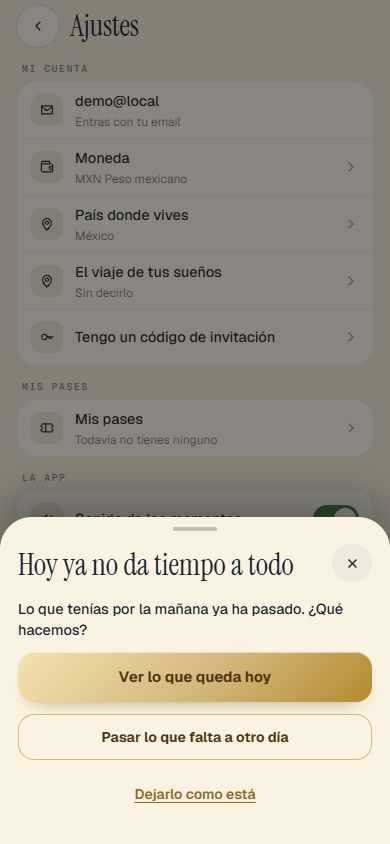 Ajustes
MI CUENTA
demo@local
Entras con tu email
Moneda
MXN Peso mexicano
País donde vives
México
El viaje de tus sueños
Sin decirlo
Tengo un código de invitación
MIS PASES
Mis pases
Todavía no tienes ninguno
LA APP
Hoy ya no da tiempo a todo
Lo que tenías por la mañana ya ha pasado. ¿Qué
hacemos?
Ver lo que queda hoy
Pasar lo que falta a otro día
Dejarlo como está